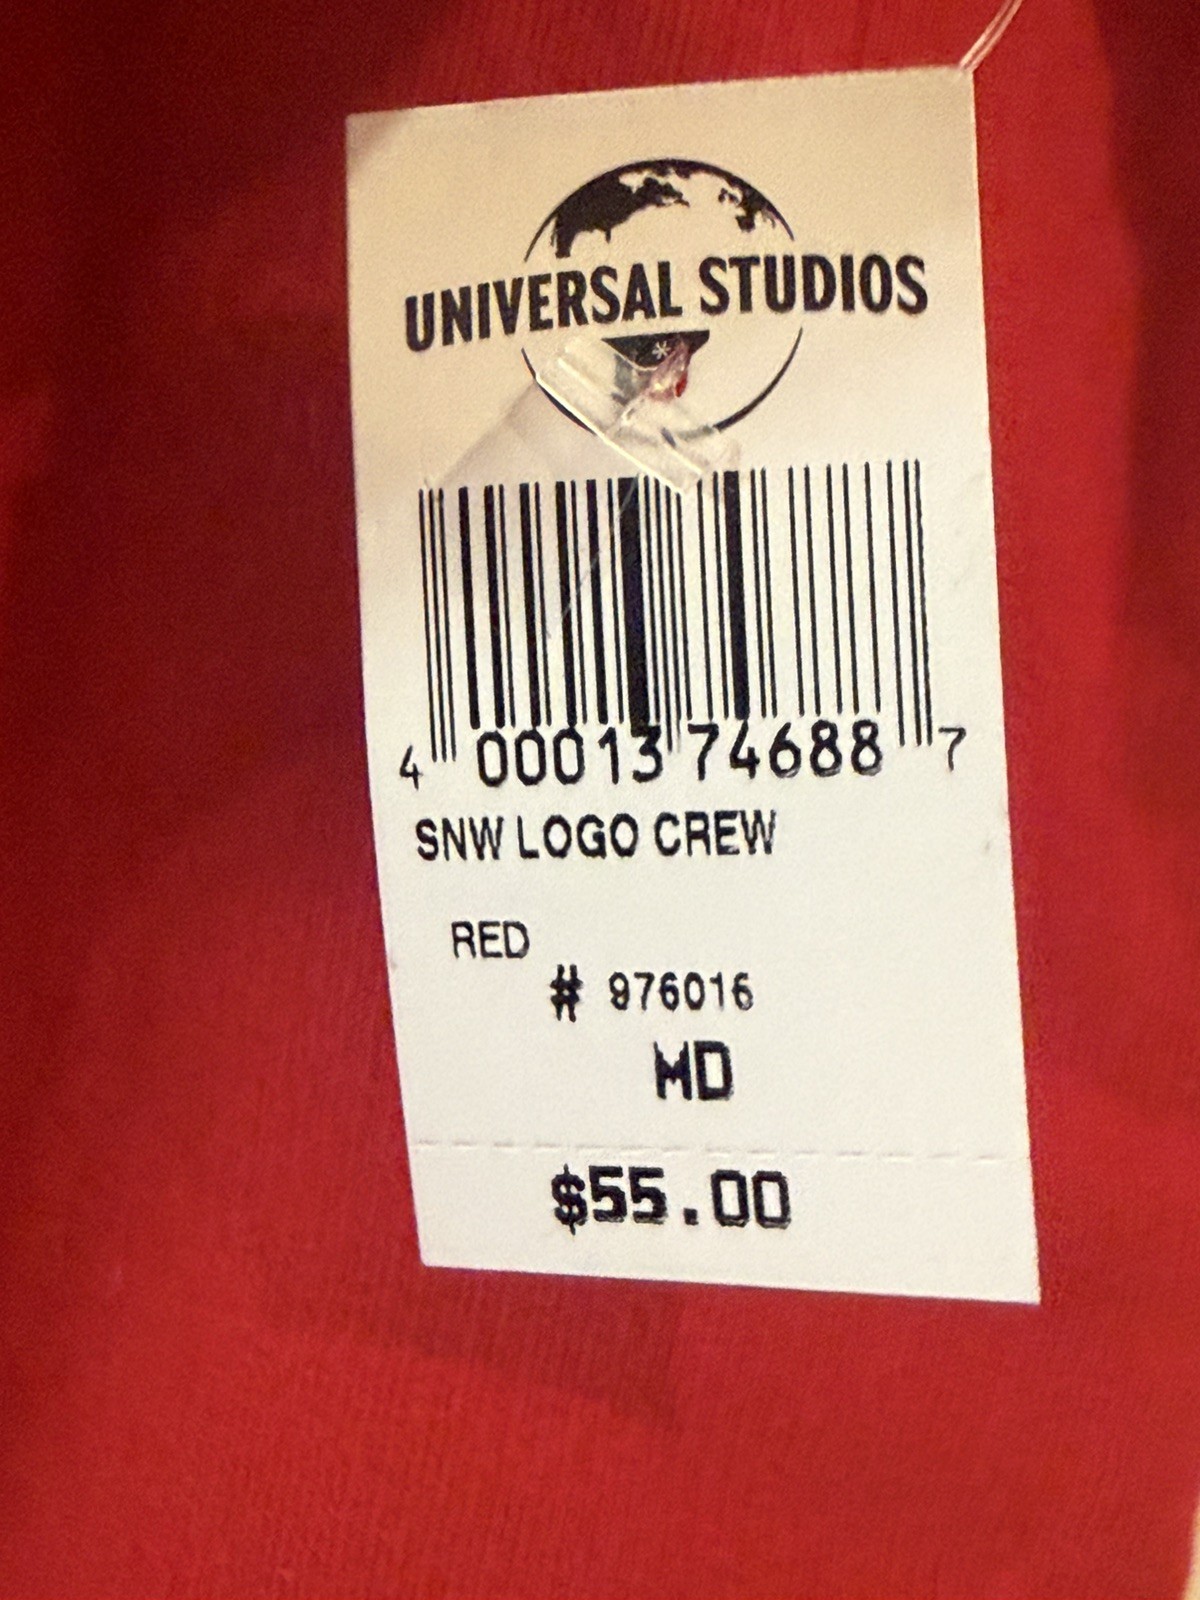 UNIVERSAL STUDIOS
4 00013 74688 7
SNW LOGO CREW
RED
# 976016
MD
$55.00